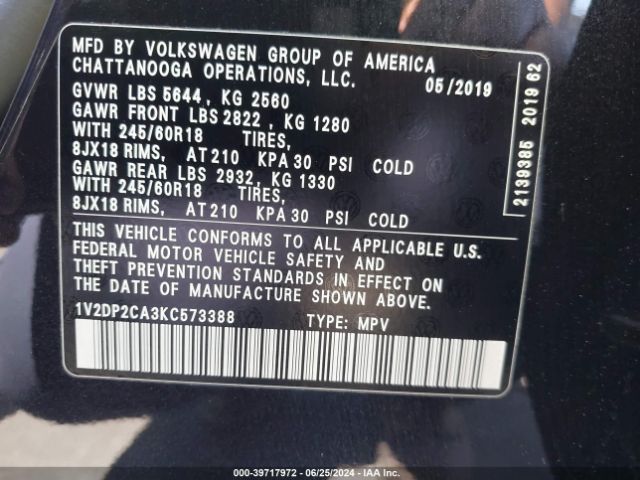 MFD BY VOLKSWAGEN GROUP OF AMERICA
CHATTANOOGA OPERATIONS, LLC.
05/2019
GVWR LBS 5644, KG 2560
GAWR FRONT LBS 2822, KG 1280
WITH 245/60R18 TIRES,
8JX18 RIMS, AT 210 KPA 30 PSI COLD
GAWR REAR LBS 2932, KG 1330
WITH 245/60R18 TIRES,
8JX18 RIMS, AT 210 KPA 30 PSI COLD
THIS VEHICLE CONFORMS TO ALL APPLICABLE U.S.
FEDERAL MOTOR VEHICLE SAFETY AND
THEFT PREVENTION STANDARDS IN EFFECT ON
THE DATE OF MANUFACTURE SHOWN ABOVE.
1V2DP2CA3KC573388 TYPE: MPV
2139385 2019 62
000-39717972 - 06/25/2024 - IAA Inc.